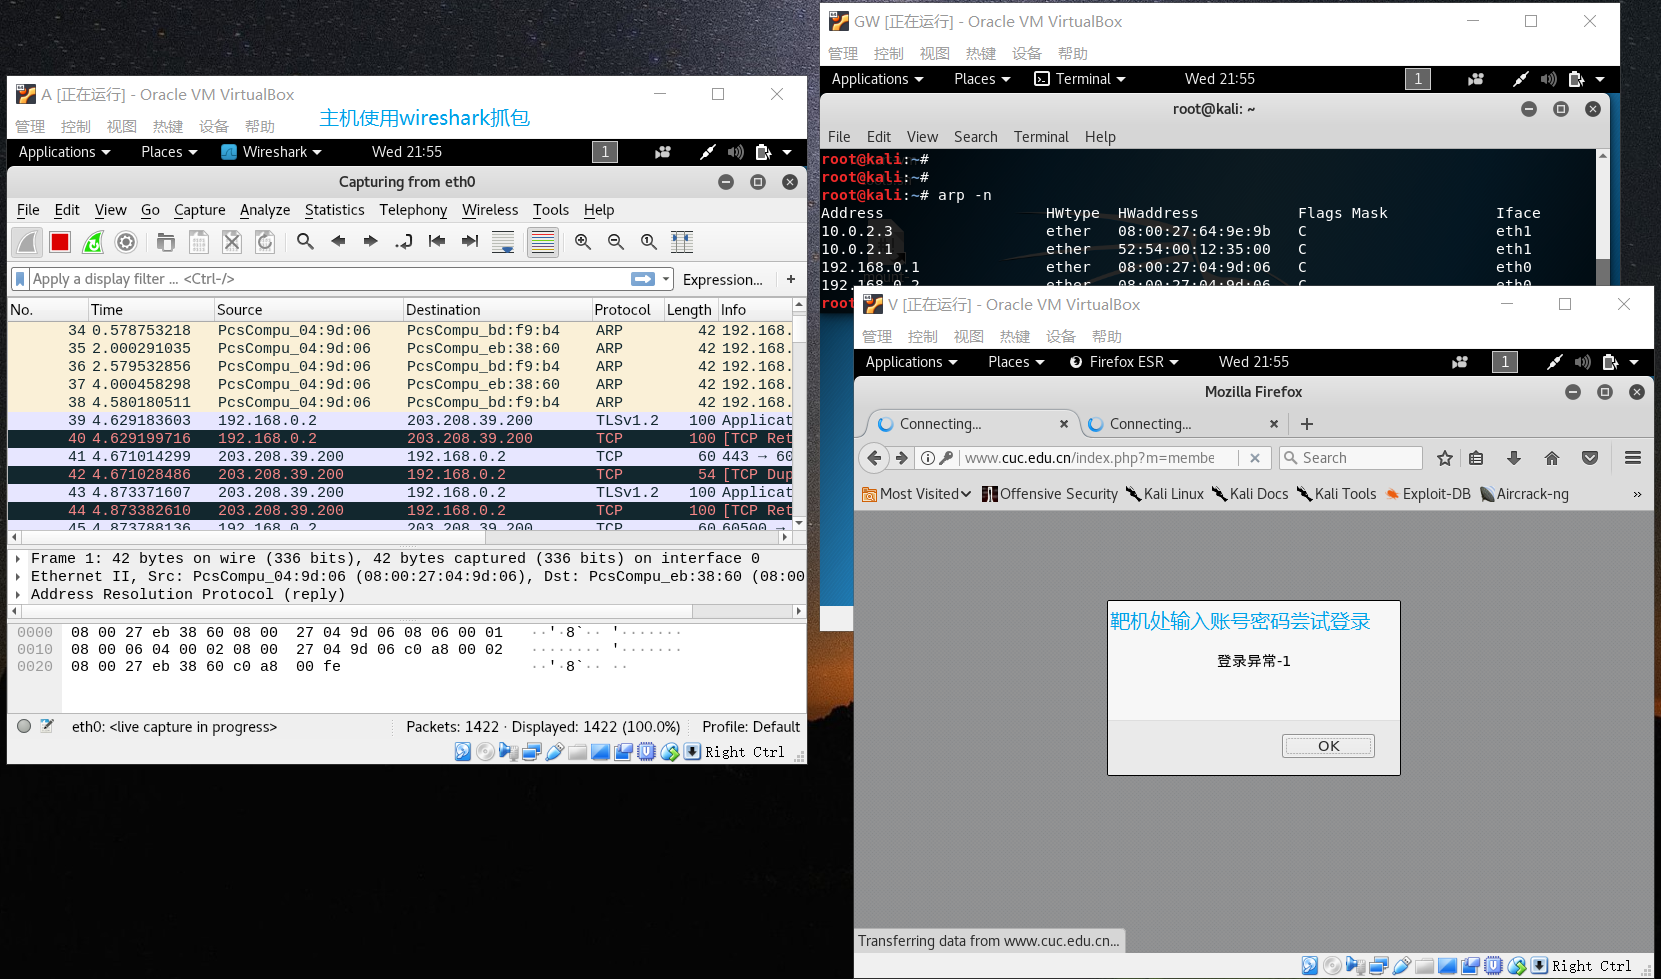 A [正在运行] - Oracle VM VirtualBox
管理 控制 视图 热键 设备 帮助
主机使用wireshark抓包
Applications Places Wireshark Wed 21:55 1
Capturing from eth0
File Edit View Go Capture Analyze Statistics Telephony Wireless Tools Help
Apply a display filter ... <Ctrl-/> Expression... +
No. Time Source Destination Protocol Length Info
34 0.578753218 PcsCompu_04:9d:06 PcsCompu_bd:f9:b4 ARP 42 192.168.
35 2.000291035 PcsCompu_04:9d:06 PcsCompu_eb:38:60 ARP 42 192.168.
36 2.579532856 PcsCompu_04:9d:06 PcsCompu_bd:f9:b4 ARP 42 192.168.
37 4.000458298 PcsCompu_04:9d:06 PcsCompu_eb:38:60 ARP 42 192.168.
38 4.580180511 PcsCompu_04:9d:06 PcsCompu_bd:f9:b4 ARP 42 192.168.
39 4.629183603 192.168.0.2 203.208.39.200 TLSv1.2 100 Applicat
40 4.629199716 192.168.0.2 203.208.39.200 TCP 100 [TCP Ret
41 4.671014299 203.208.39.200 192.168.0.2 TCP 60 443 → 60
42 4.671028486 203.208.39.200 192.168.0.2 TCP 54 [TCP Dup
43 4.873371607 203.208.39.200 192.168.0.2 TLSv1.2 100 Applicat
44 4.873382610 203.208.39.200 192.168.0.2 TCP 100 [TCP Ret
45 4.873788136 192.168.0.2 203.208.39.200 TCP 60 60500 →
Frame 1: 42 bytes on wire (336 bits), 42 bytes captured (336 bits) on interface 0
Ethernet II, Src: PcsCompu_04:9d:06 (08:00:27:04:9d:06), Dst: PcsCompu_eb:38:60 (08:00
Address Resolution Protocol (reply)
0000 08 00 27 eb 38 60 08 00 27 04 9d 06 08 06 00 01 ··'·8`·· '·······
0010 08 00 06 04 00 02 08 00 27 04 9d 06 c0 a8 00 02 ········ '·······
0020 08 00 27 eb 38 60 c0 a8 00 fe ··'·8`·· ··
eth0: <live capture in progress> Packets: 1422 · Displayed: 1422 (100.0%) Profile: Default
Right Ctrl
GW [正在运行] - Oracle VM VirtualBox
管理 控制 视图 热键 设备 帮助
Applications Places Terminal Wed 21:55 1
root@kali: ~
File Edit View Search Terminal Help
root@kali:~#
root@kali:~#
root@kali:~# arp -n
Address HWtype HWaddress Flags Mask Iface
10.0.2.3 ether 08:00:27:64:9e:9b C eth1
10.0.2.1 ether 52:54:00:12:35:00 C eth1
192.168.0.1 ether 08:00:27:04:9d:06 C eth0
192.168.0.2 ether 08:00:27:04:9d:06 C eth0
root
V [正在运行] - Oracle VM VirtualBox
管理 控制 视图 热键 设备 帮助
Applications Places Firefox ESR Wed 21:55 1
Mozilla Firefox
Connecting... Connecting...
www.cuc.edu.cn/index.php?m=membe Search
Most Visited Offensive Security Kali Linux Kali Docs Kali Tools Exploit-DB Aircrack-ng »
靶机处输入账号密码尝试登录
登录异常-1
OK
Transferring data from www.cuc.edu.cn...
Right Ctrl